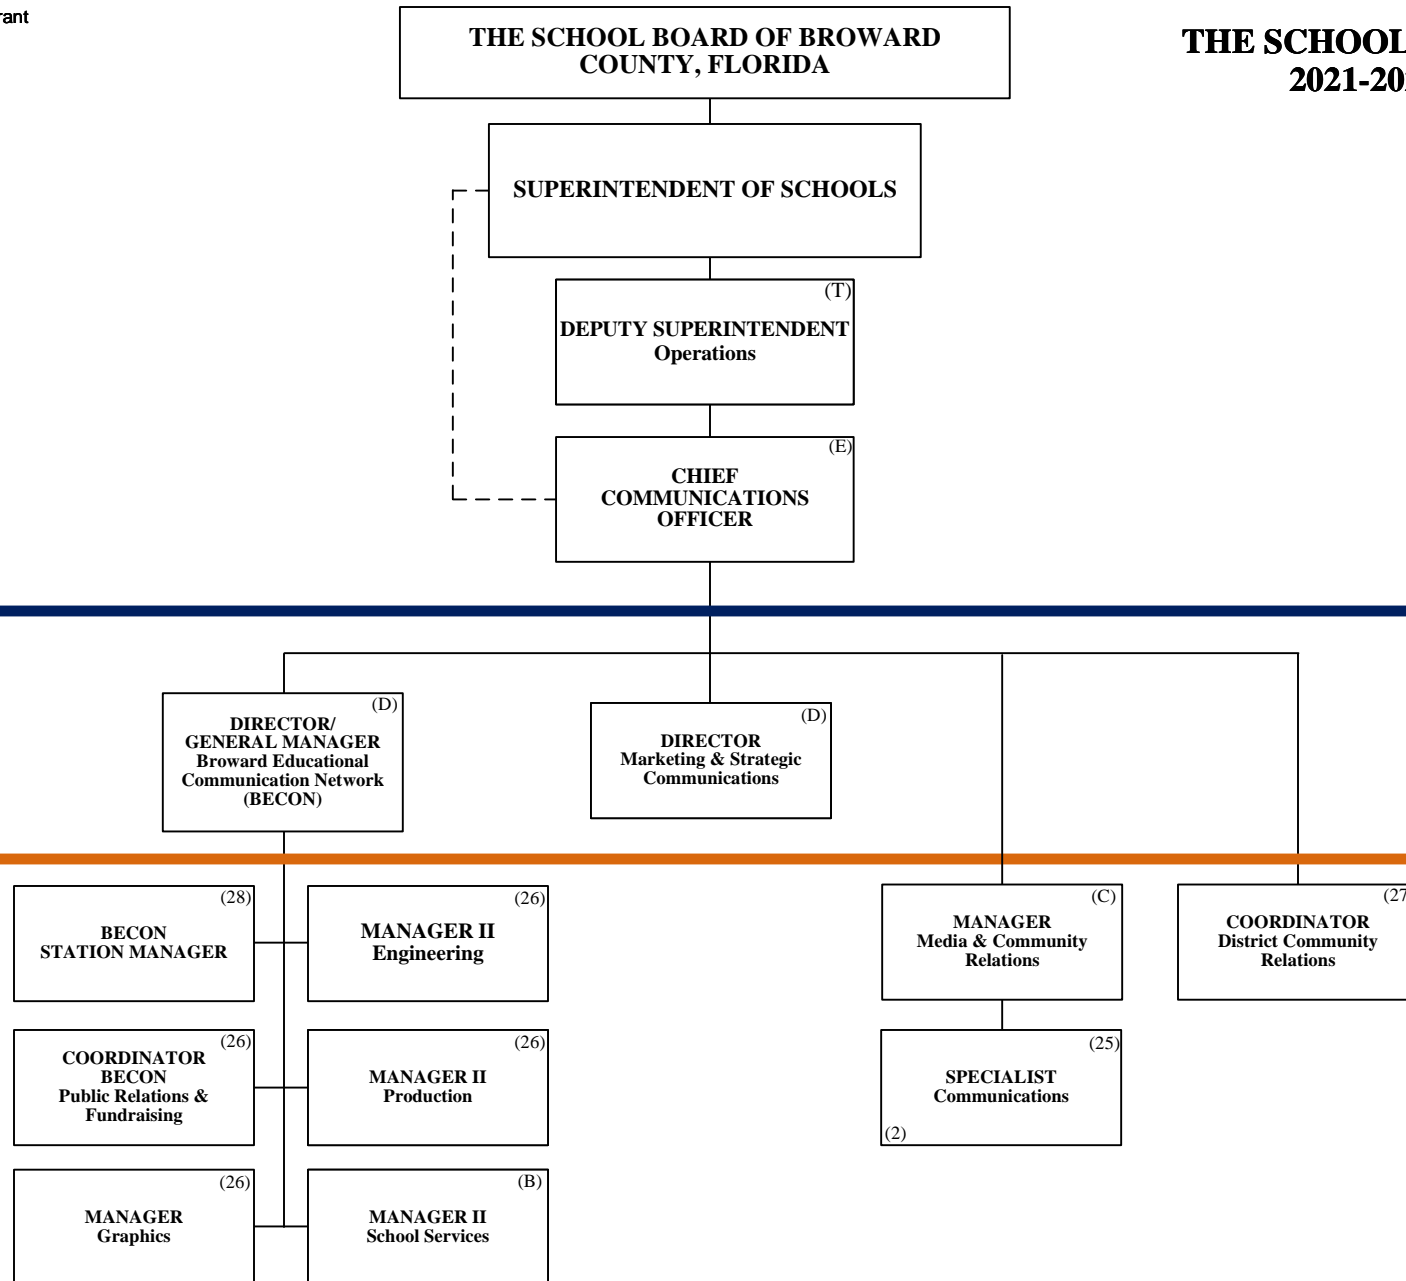 THE SCHOOL BOARD OF BROWARD
COUNTY, FLORIDA
THE SCHOOL
SUPERINTENDENT OF SCHOOLS
(T)
DEPUTY SUPERINTENDENT
Operations
(E)
CHIEF
COMMUNICATIONS
OFFICER
(D)
DIRECTOR/
GENERAL MANAGER
Broward Educational
Communication Network
(BECON)
(D)
DIRECTOR
Marketing & Strategic
Communications
(28)
BECON
STATION MANAGER
(26)
MANAGER II
Engineering
(C)
MANAGER
Media & Community
Relations
(27
COORDINATOR
District Community
Relations
(26)
COORDINATOR
BECON
Public Relations &
Fundraising
(26)
MANAGER II
Production
(25)
SPECIALIST
Communications
(2)
(26)
MANAGER
Graphics
(B)
MANAGER II
School Services